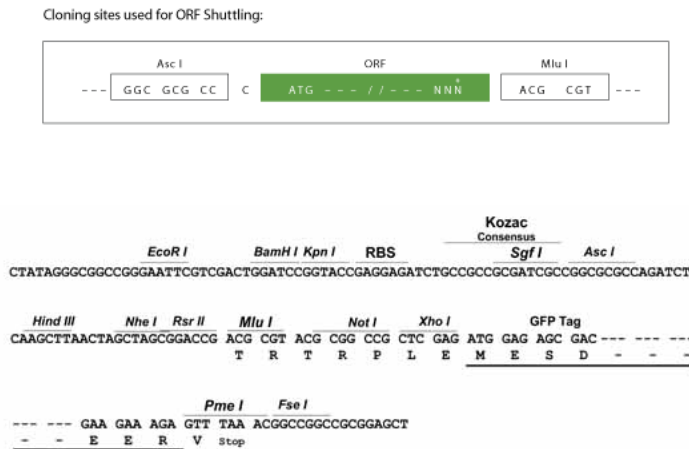 Cloning sites used for ORF Shuttling:
Asc I ORF Mlu I
--- GGC GCG CC C ATG --- // --- NNN* ACG CGT ---
Kozac
Consensus
EcoR I BamH I Kpn I RBS Sgf I Asc I
CTATAGGGCGGCCGGGAATTCGTCGACTGGATCCGGTACCGAGGAGATCTGCCGCCGCGATCGCCGGCGCGCCAGATCT
Hind III Nhe I Rsr II Mlu I Not I Xho I GFP Tag
CAAGCTTAACTAGCTAGCGGACCG ACG CGT ACG CGG CCG CTC GAG ATG GAG AGC GAC --- --- ---
T R T R P L E M E S D - - -
Pme I Fse I
--- --- GAA GAA AGA GTT TAA ACGGCCGGCCGCGGAGCT
- - E E R V Stop